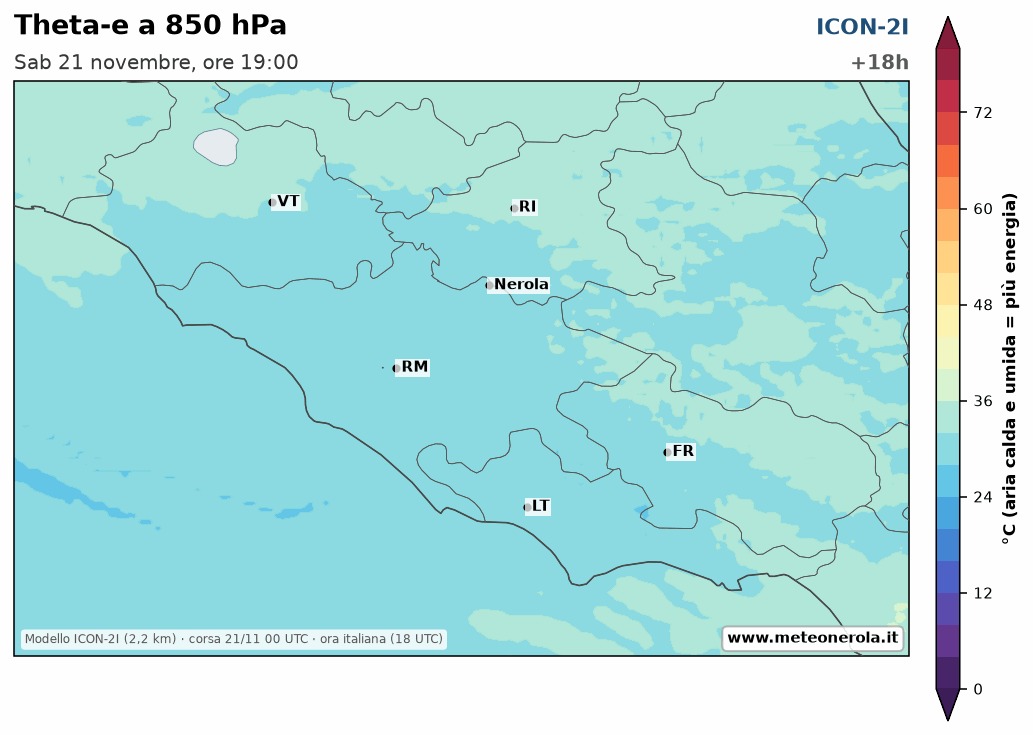 Theta-e a 850 hPa
ICON-2I
Sab 21 novembre, ore 19:00
+18h
VT
RI
Nerola
RM
FR
LT
Modello ICON-2I (2,2 km) · corsa 21/11 00 UTC · ora italiana (18 UTC)
www.meteonerola.it
72
60
48
36
24
12
0
°C (aria calda e umida = più energia)